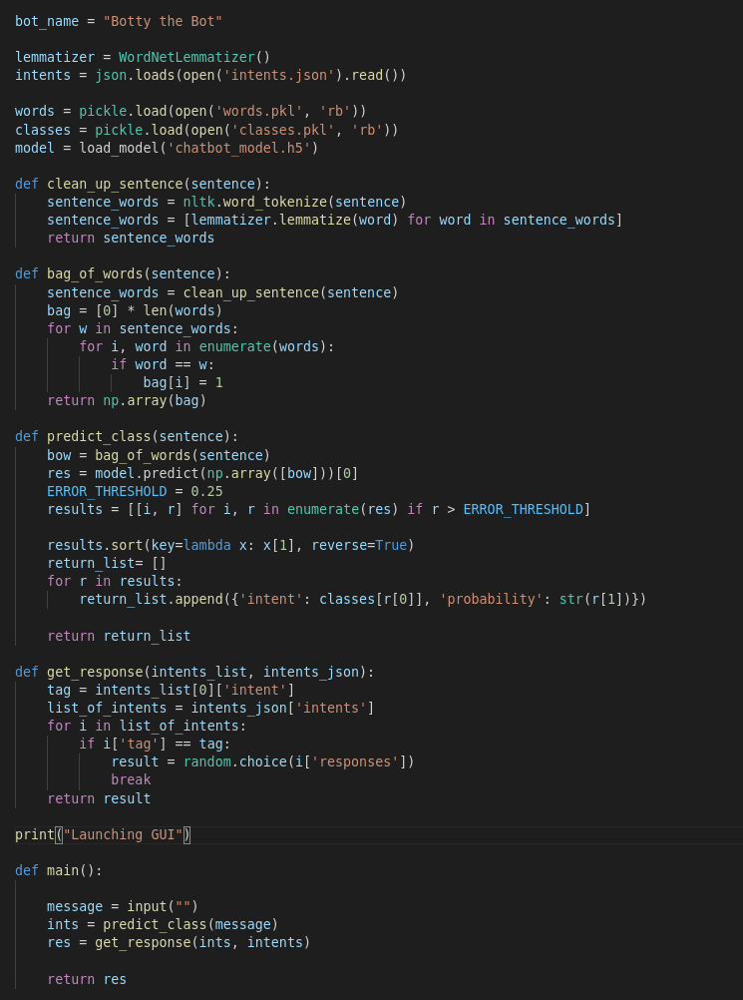 bot_name = "Botty the Bot"

lemmatizer = WordNetLemmatizer()
intents = json.loads(open('intents.json').read())

words = pickle.load(open('words.pkl', 'rb'))
classes = pickle.load(open('classes.pkl', 'rb'))
model = load_model('chatbot_model.h5')

def clean_up_sentence(sentence):
    sentence_words = nltk.word_tokenize(sentence)
    sentence_words = [lemmatizer.lemmatize(word) for word in sentence_words]
    return sentence_words

def bag_of_words(sentence):
    sentence_words = clean_up_sentence(sentence)
    bag = [0] * len(words)
    for w in sentence_words:
        for i, word in enumerate(words):
            if word == w:
                bag[i] = 1
    return np.array(bag)

def predict_class(sentence):
    bow = bag_of_words(sentence)
    res = model.predict(np.array([bow]))[0]
    ERROR_THRESHOLD = 0.25
    results = [[i, r] for i, r in enumerate(res) if r > ERROR_THRESHOLD]

    results.sort(key=lambda x: x[1], reverse=True)
    return_list= []
    for r in results:
        return_list.append({'intent': classes[r[0]], 'probability': str(r[1])})

    return return_list

def get_response(intents_list, intents_json):
    tag = intents_list[0]['intent']
    list_of_intents = intents_json['intents']
    for i in list_of_intents:
        if i['tag'] == tag:
            result = random.choice(i['responses'])
            break
    return result

print("Launching GUI")

def main():

    message = input("")
    ints = predict_class(message)
    res = get_response(ints, intents)

    return res